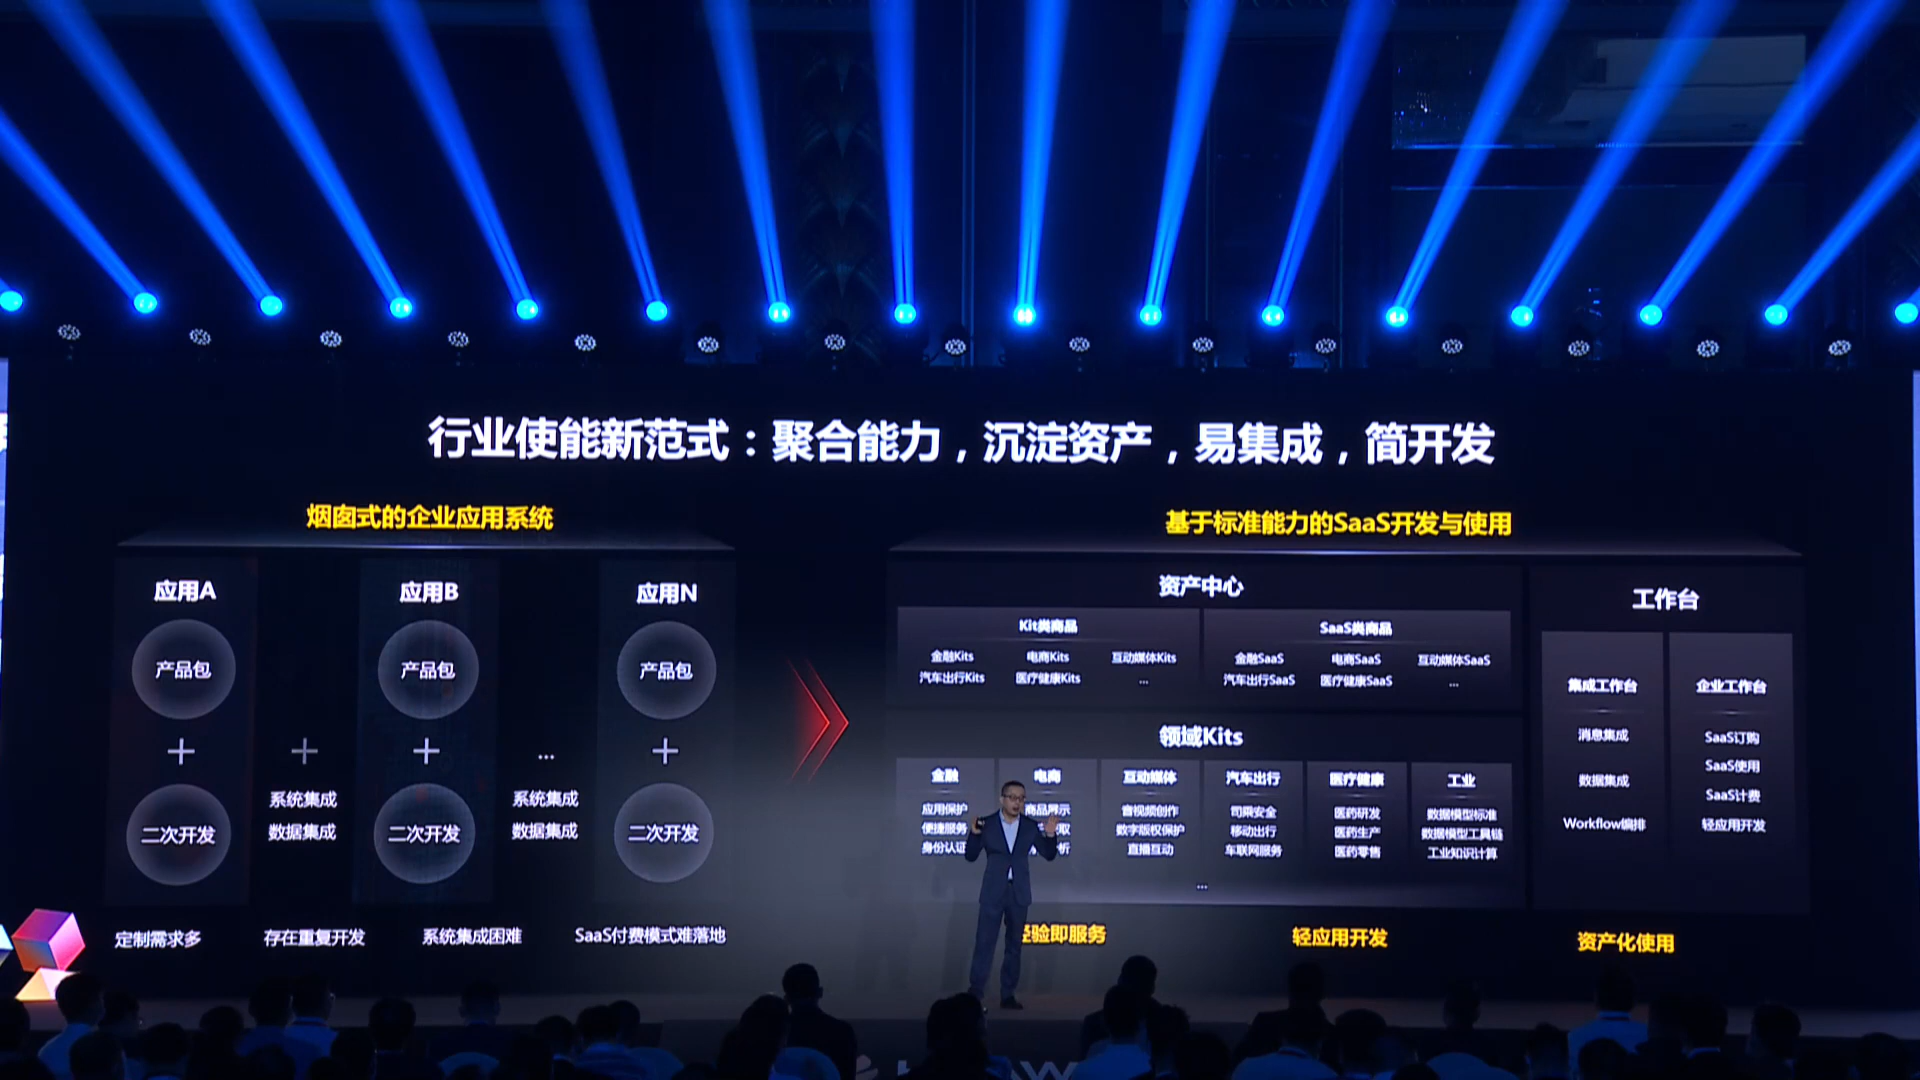 行业使能新范式：聚合能力，沉淀资产，易集成，简开发
烟囱式的企业应用系统
应用A
产品包
+
二次开发
+
系统集成
数据集成
应用B
产品包
+
二次开发
...
系统集成
数据集成
应用N
产品包
+
二次开发
定制需求多
存在重复开发
系统集成困难
SaaS付费模式难落地
基于标准能力的SaaS开发与使用
资产中心
Kit类商品
金融Kits 电商Kits 互动媒体Kits
汽车出行Kits 医疗健康Kits ...
SaaS类商品
金融SaaS 电商SaaS 互动媒体SaaS
汽车出行SaaS 医疗健康SaaS ...
领域Kits
金融
应用保护
便捷服务
身份认证
电商
商品展示
取
析
互动媒体
音视频创作
数字版权保护
直播互动
汽车出行
司乘安全
移动出行
车联网服务
医疗健康
医药研发
医药生产
医药零售
工业
数据模型标准
数据模型工具链
工业知识计算
...
工作台
集成工作台
消息集成
数据集成
Workflow编排
企业工作台
SaaS订购
SaaS使用
SaaS计费
轻应用开发
经验即服务
轻应用开发
资产化使用